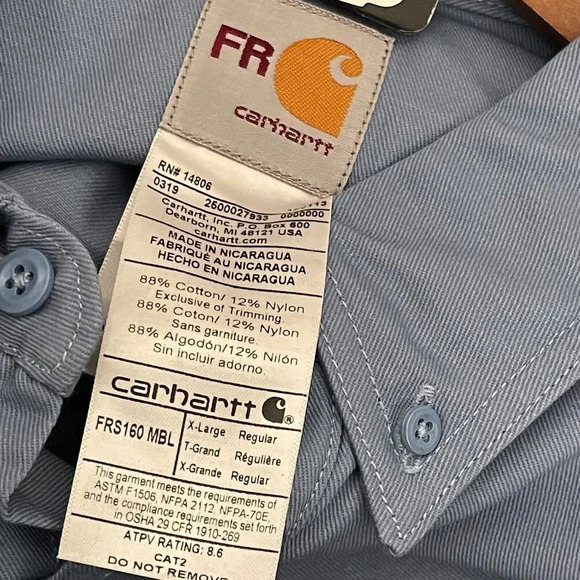 FR
carhartt
RN# 14806
0319 2500027933 0000000
Carhartt, Inc. P.O. Box 600
Dearborn, MI 48121 USA
carhartt.com
MADE IN NICARAGUA
FABRIQUÉ AU NICARAGUA
HECHO EN NICARAGUA
88% Cotton/ 12% Nylon
Exclusive of Trimming.
88% Coton/ 12% Nylon
Sans garniture.
88% Algodón/12% Nilón
Sin incluir adorno.
carhartt ®
FRS160 MBL
X-Large Regular
T-Grand Régulière
X-Grande Regular
This garment meets the requirements of
ASTM F1506, NFPA 2112, NFPA-70E,
and the compliance requirements set forth
in OSHA 29 CFR 1910-269
ATPV RATING: 8.6
CAT2
DO NOT REMOVE